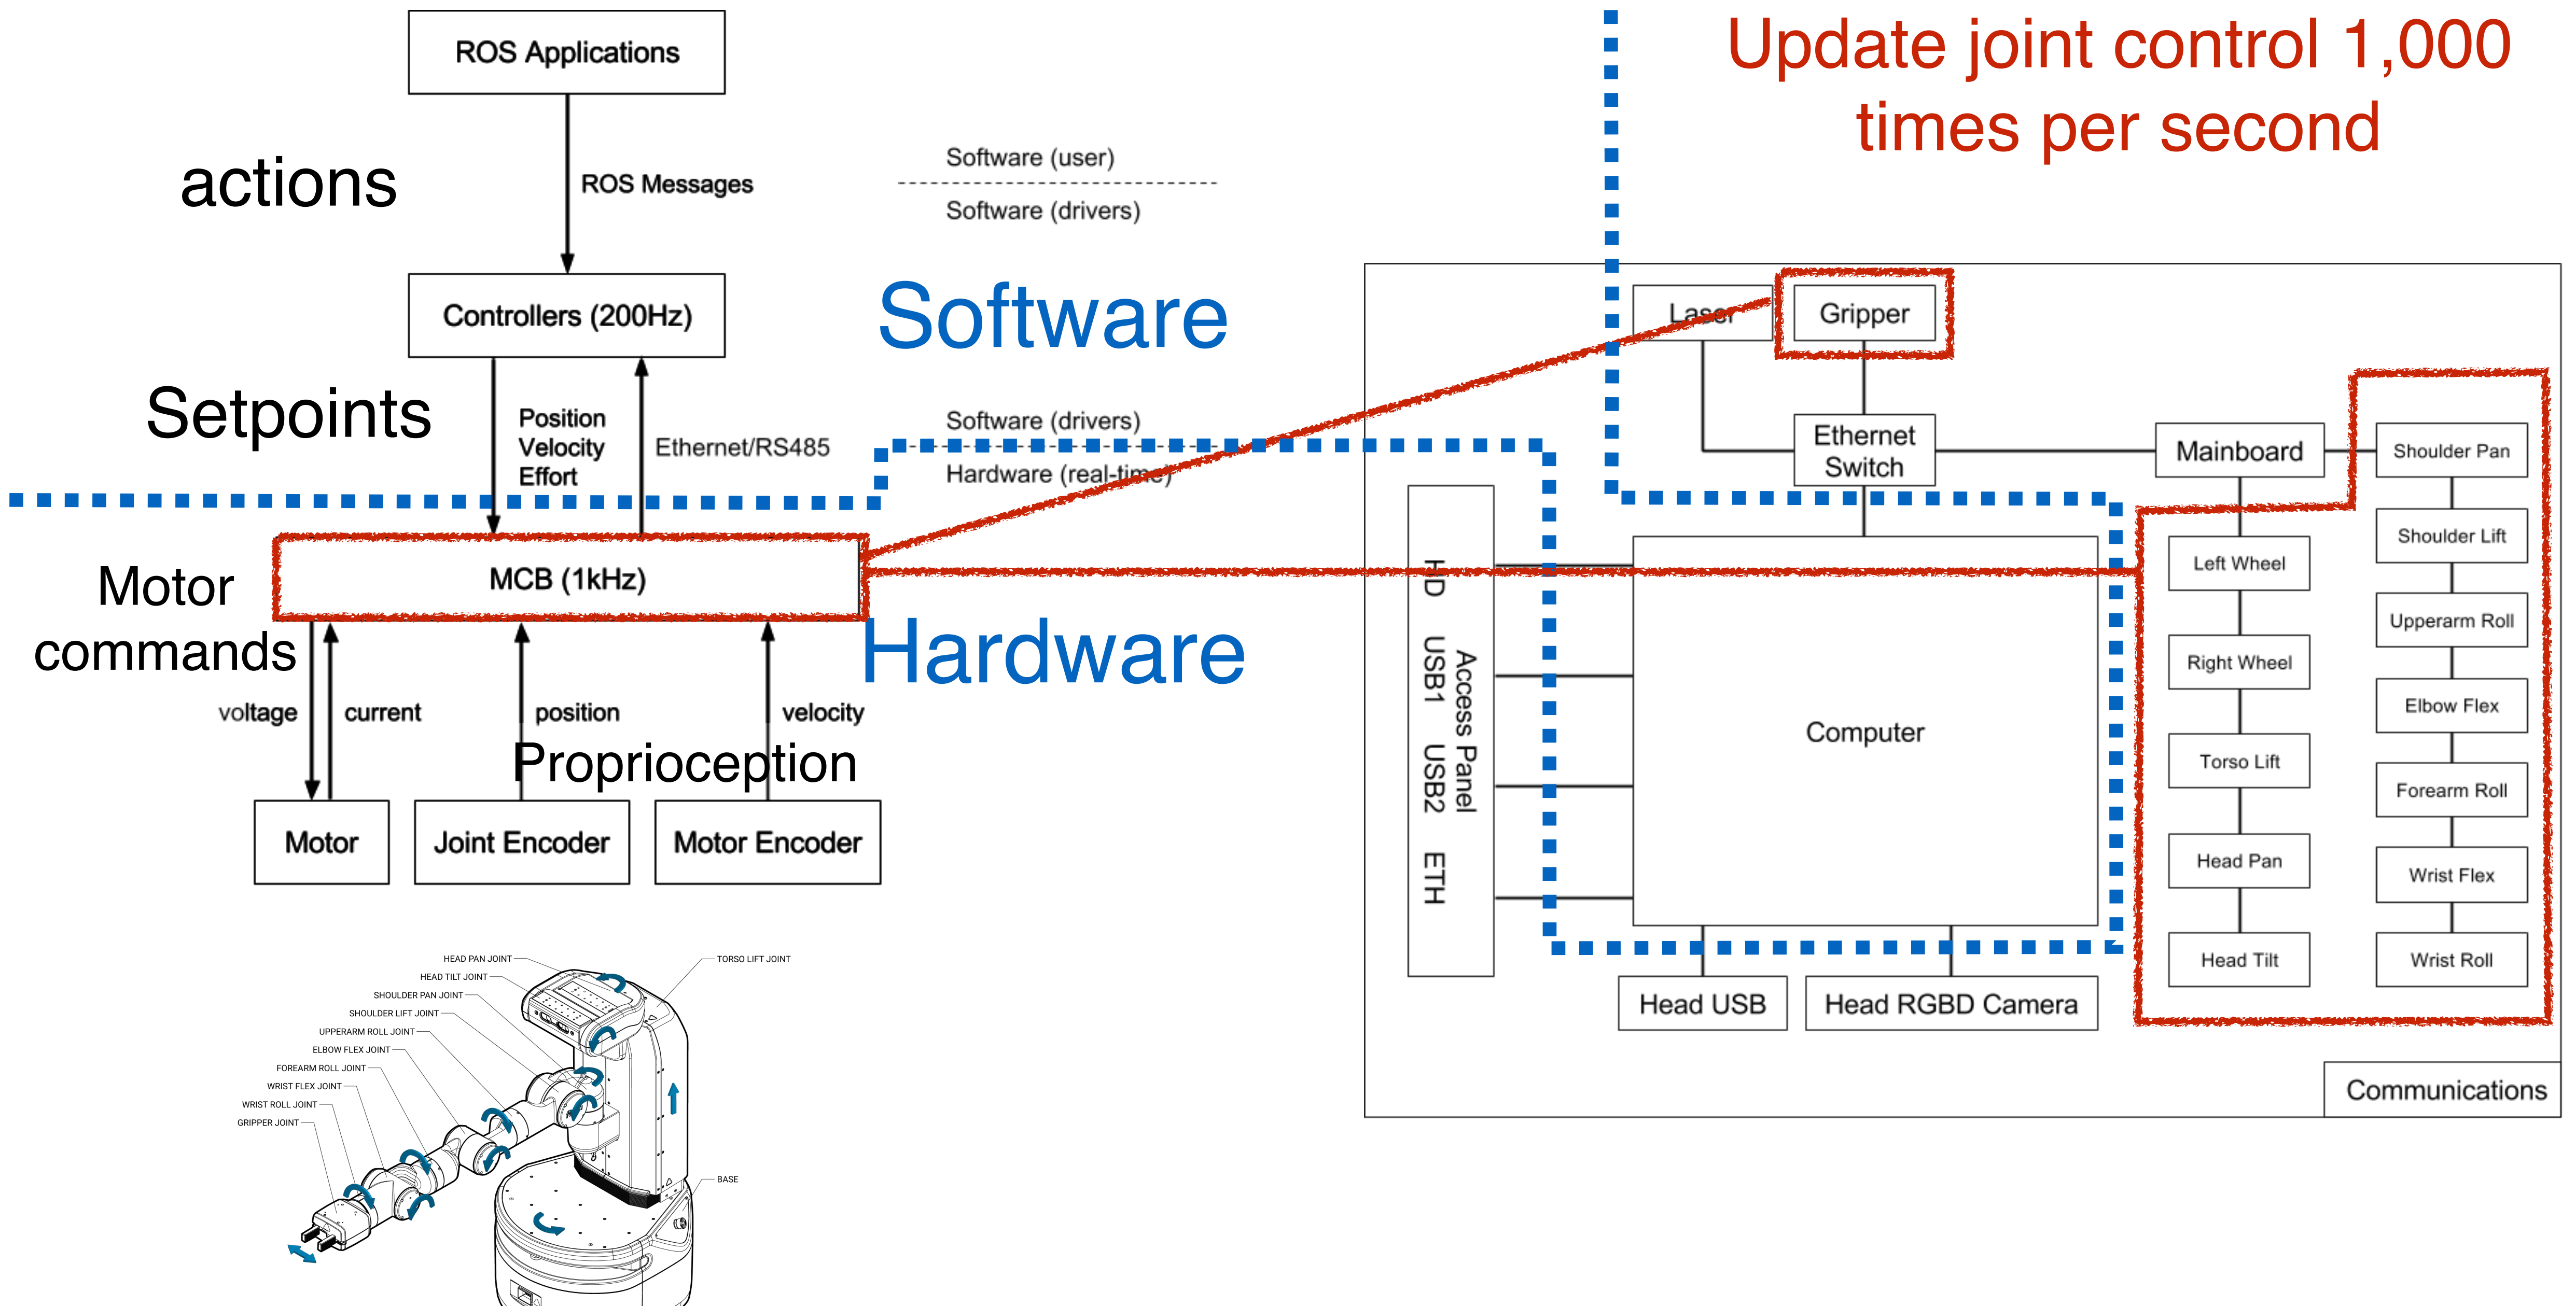 ROS Applications
actions
ROS Messages
Software (user)
Software (drivers)
Update joint control 1,000
times per second
Controllers (200Hz)
Software
Setpoints
Position
Velocity
Effort
Ethernet/RS485
Software (drivers)
Hardware (real-time)
MCB (1kHz)
Motor
commands
Hardware
voltage
current
position
velocity
Proprioception
Motor
Joint Encoder
Motor Encoder
Laser
Gripper
Ethernet
Switch
Mainboard
Shoulder Pan
Shoulder Lift
Upperarm Roll
Elbow Flex
Forearm Roll
Wrist Flex
Wrist Roll
Left Wheel
Right Wheel
Torso Lift
Head Pan
Head Tilt
Access Panel
HD
USB1
USB2
ETH
Computer
Head USB
Head RGBD Camera
Communications
HEAD PAN JOINT
HEAD TILT JOINT
SHOULDER PAN JOINT
SHOULDER LIFT JOINT
UPPERARM ROLL JOINT
ELBOW FLEX JOINT
FOREARM ROLL JOINT
WRIST FLEX JOINT
WRIST ROLL JOINT
GRIPPER JOINT
TORSO LIFT JOINT
BASE